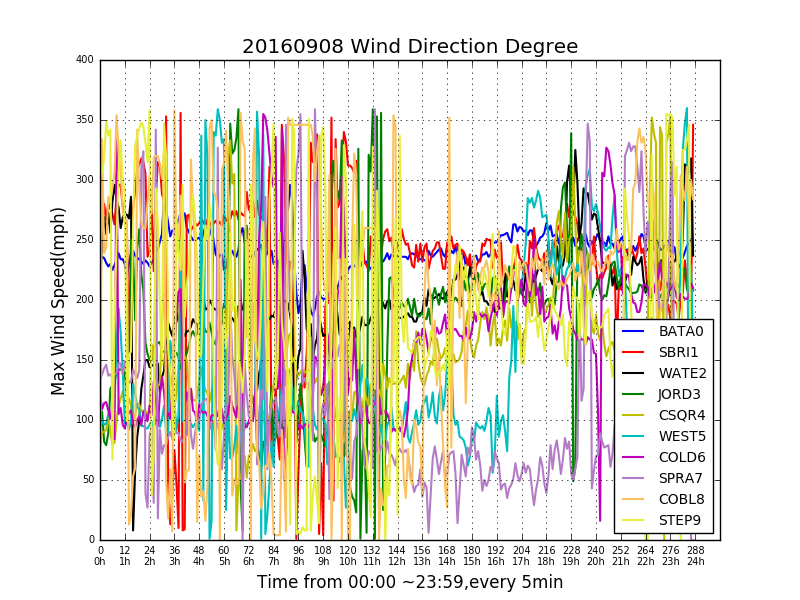 20160908 Wind Direction Degree
Max Wind Speed(mph)
400
350
300
250
200
150
100
50
0
BATA0
SBRI1
WATE2
JORD3
CSQR4
WEST5
COLD6
SPRA7
COBL8
STEP9
0 12 24 36 48 60 72 84 96 108 120 132 144 156 168 180 192 204 216 228 240 252 264 276 288
0h 1h 2h 3h 4h 5h 6h 7h 8h 9h 10h 11h 12h 13h 14h 15h 16h 17h 18h 19h 20h 21h 22h 23h 24h
Time from 00:00 ~23:59,every 5min